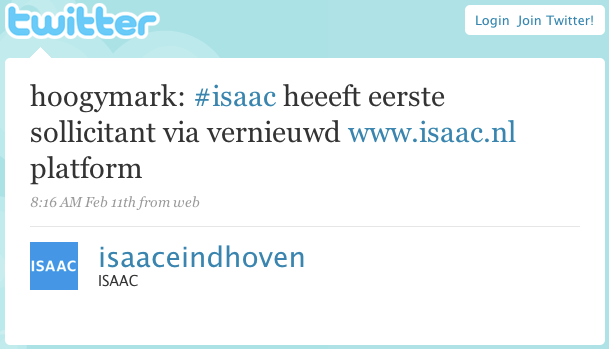 twitter
Login Join Twitter!
hoogymark: #isaac heeeft eerste
sollicitant via vernieuwd www.isaac.nl
platform
8:16 AM Feb 11th from web
ISAAC
isaaceindhoven
ISAAC